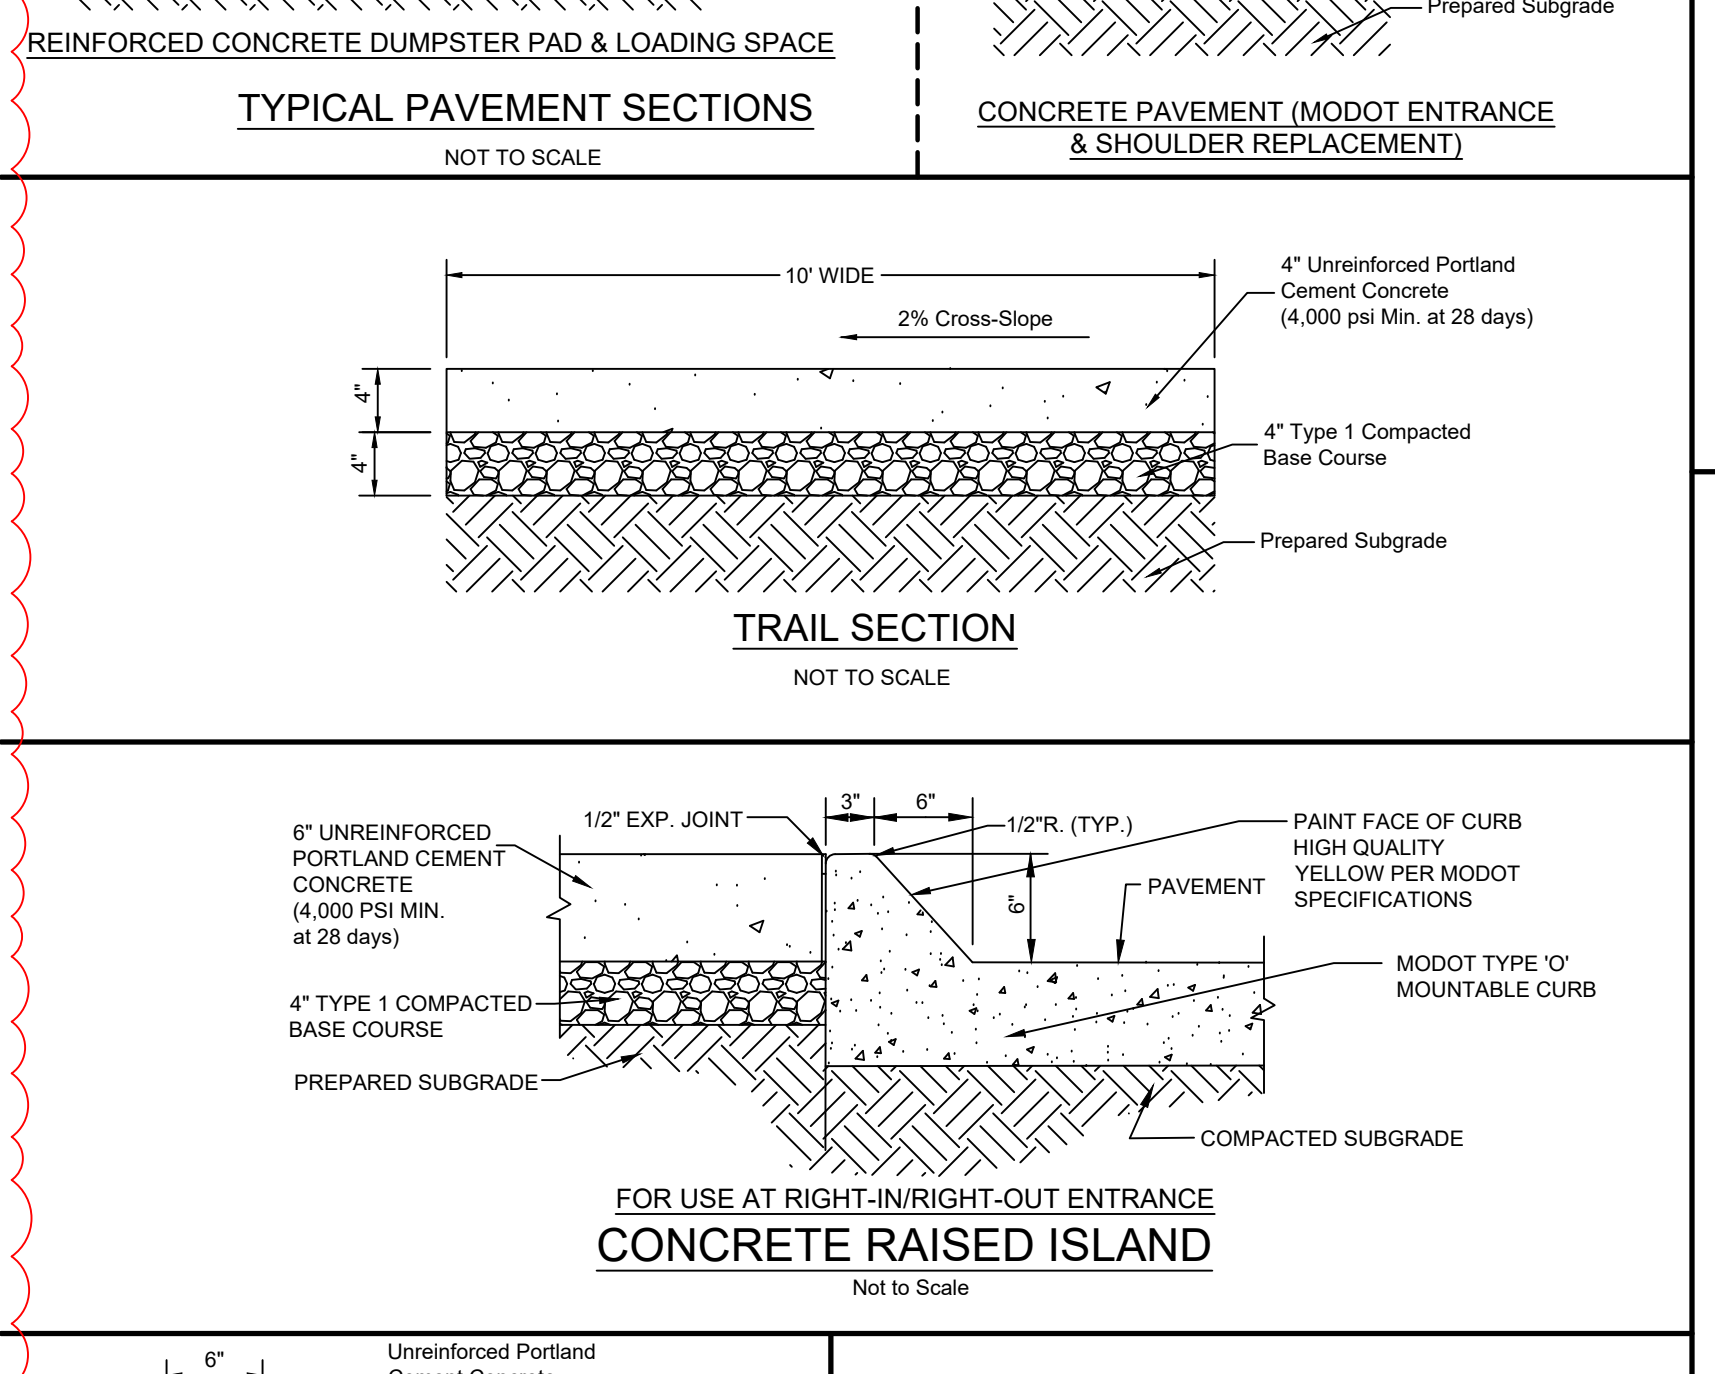 Prepared Subgrade
REINFORCED CONCRETE DUMPSTER PAD & LOADING SPACE
TYPICAL PAVEMENT SECTIONS
NOT TO SCALE
CONCRETE PAVEMENT (MODOT ENTRANCE
& SHOULDER REPLACEMENT)
10' WIDE
2% Cross-Slope
4" Unreinforced Portland
Cement Concrete
(4,000 psi Min. at 28 days)
4"
4"
4" Type 1 Compacted
Base Course
Prepared Subgrade
TRAIL SECTION
NOT TO SCALE
6" UNREINFORCED
PORTLAND CEMENT
CONCRETE
(4,000 PSI MIN.
at 28 days)
1/2" EXP. JOINT
3"
6"
1/2"R. (TYP.)
6"
PAINT FACE OF CURB
HIGH QUALITY
YELLOW PER MODOT
SPECIFICATIONS
PAVEMENT
MODOT TYPE 'O'
MOUNTABLE CURB
4" TYPE 1 COMPACTED
BASE COURSE
PREPARED SUBGRADE
COMPACTED SUBGRADE
FOR USE AT RIGHT-IN/RIGHT-OUT ENTRANCE
CONCRETE RAISED ISLAND
Not to Scale
6"
Unreinforced Portland
Cement Concrete